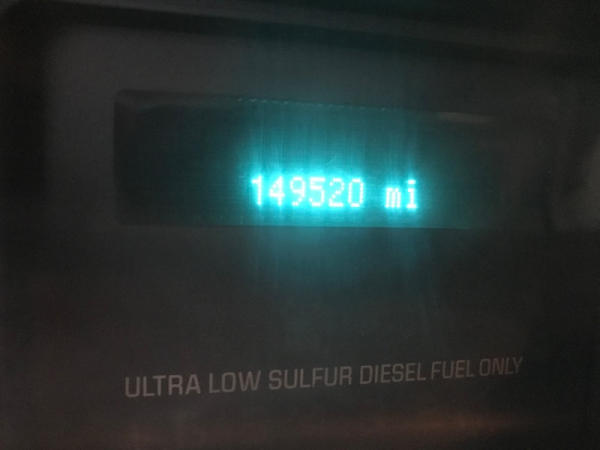 149520 mi
ULTRA LOW SULFUR DIESEL FUEL ONLY